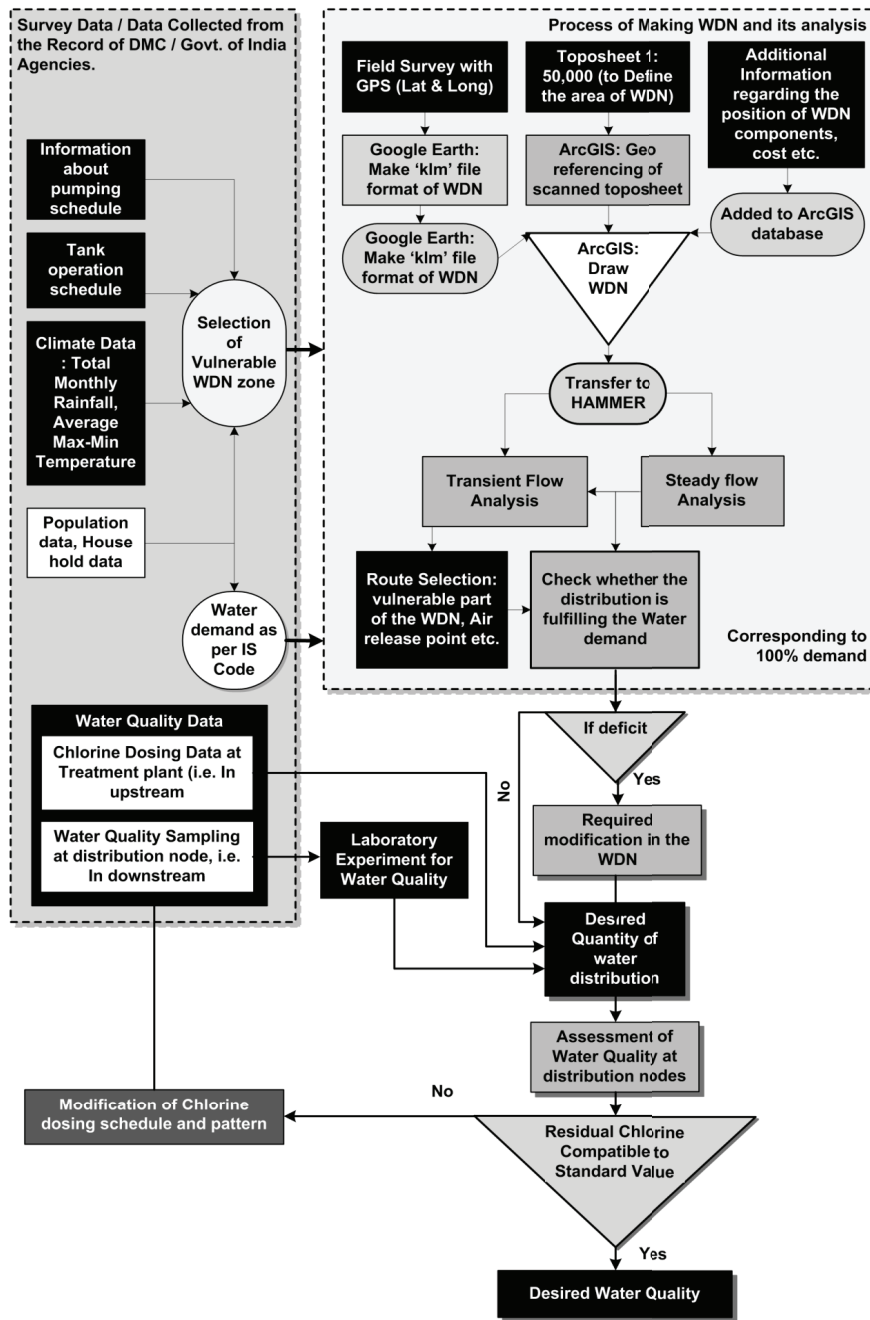 Survey Data / Data Collected from
the Record of DMC / Govt. of India
Agencies.
Information
about
pumping
schedule
Tank
operation
schedule
Climate Data
: Total
Monthly
Rainfall,
Average
Max-Min
Temperature
Population
data, House
hold data
Selection
of
Vulnerable
WDN zone
Water
demand as
per IS
Code
Water Quality Data
Chlorine Dosing Data at
Treatment plant (i.e. In
upstream
Water Quality Sampling
at distribution node, i.e.
In downstream
Process of Making WDN and its analysis
Field Survey with
GPS (Lat & Long)
Toposheet 1:
50,000 (to Define
the area of WDN)
Additional
Information
regarding the
position of WDN
components,
cost etc.
Google Earth:
Make ‘klm’ file
format of WDN
ArcGIS: Geo
referencing of
scanned toposheet
Google Earth:
Make ‘klm’ file
format of WDN
Added to ArcGIS
database
ArcGIS:
Draw
WDN
Transfer to
HAMMER
Transient Flow
Analysis
Steady flow
Analysis
Route Selection:
vulnerable part
of the WDN, Air
release point etc.
Check whether the
distribution is
fulfilling the Water
demand
Corresponding to
100% demand
If deficit
No
Yes
Required
modification in the
WDN
Laboratory
Experiment for
Water Quality
Desired
Quantity of
water
distribution
Assessment of
Water Quality at
distribution nodes
No
Modification of Chlorine
dosing schedule and pattern
Residual Chlorine
Compatible to
Standard Value
Yes
Desired Water Quality